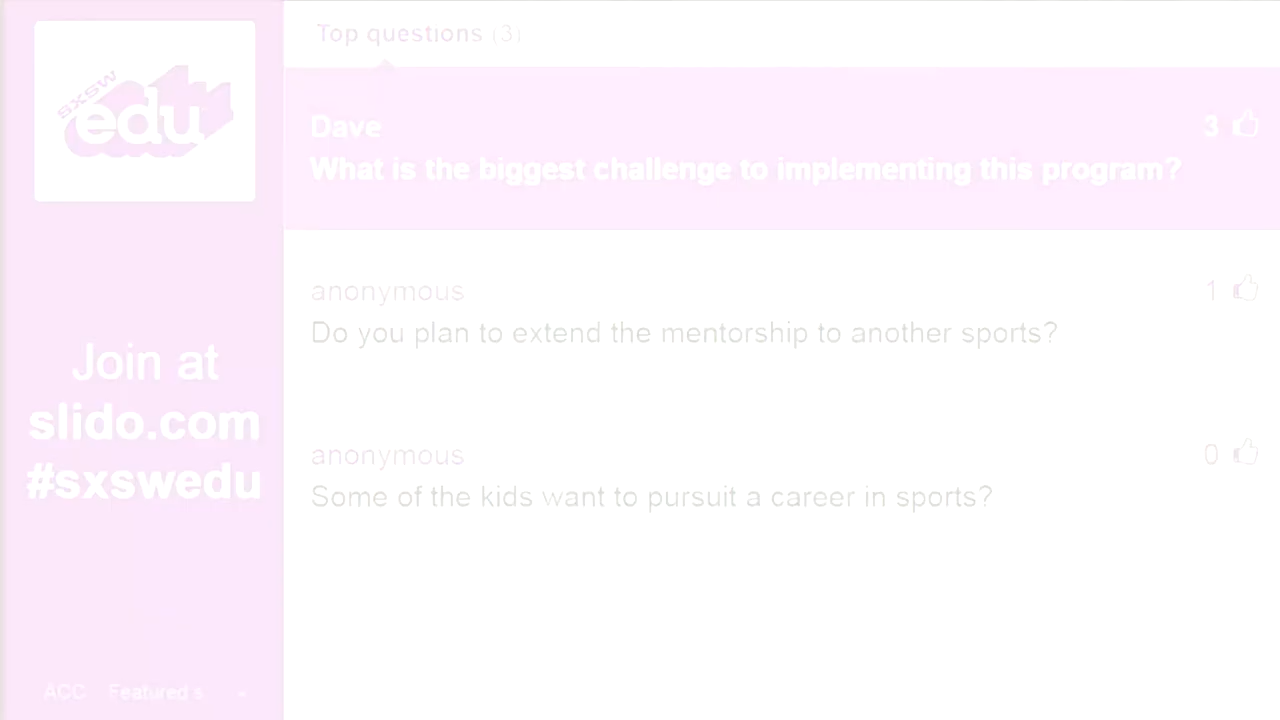 sxsw
edu
Join at
slido.com
#sxswedu
ACC Featured s
Top questions (3)
Dave 3
What is the biggest challenge to implementing this program?
anonymous 1
Do you plan to extend the mentorship to another sports?
anonymous 0
Some of the kids want to pursuit a career in sports?